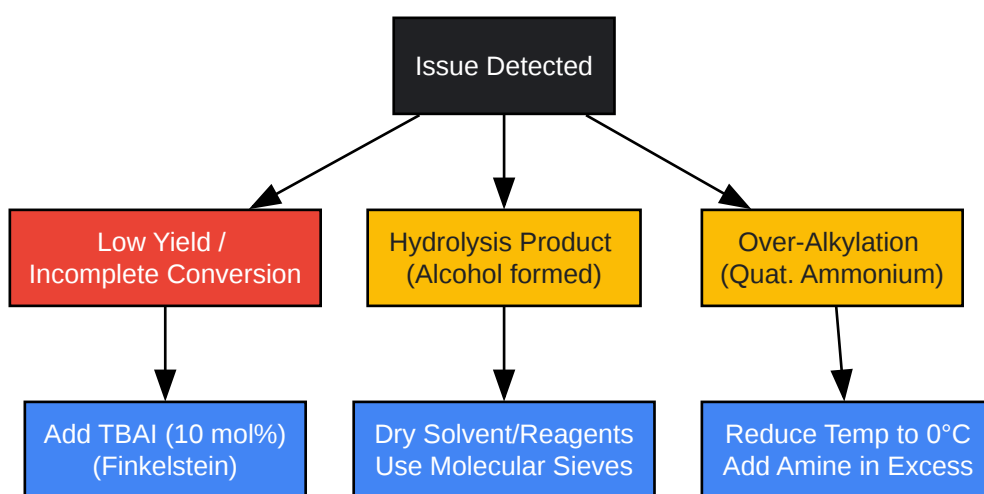 Issue Detected
Low Yield /
Incomplete Conversion
Hydrolysis Product
(Alcohol formed)
Over-Alkylation
(Quat. Ammonium)
Add TBAI (10 mol%)
(Finkelstein)
Dry Solvent/Reagents
Use Molecular Sieves
Reduce Temp to 0°C
Add Amine in Excess